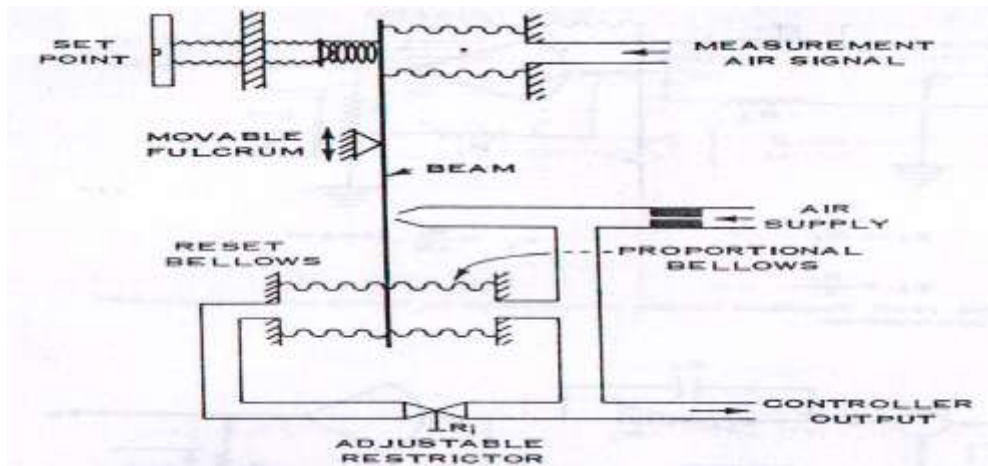 SET
POINT
MEASUREMENT
AIR SIGNAL
MOVABLE
FULCRUM
BEAM
AIR
SUPPLY
RESET
BELLOWS
PROPORTIONAL
BELLOWS
CONTROLLER
OUTPUT
Ri
ADJUSTABLE
RESTRICTOR